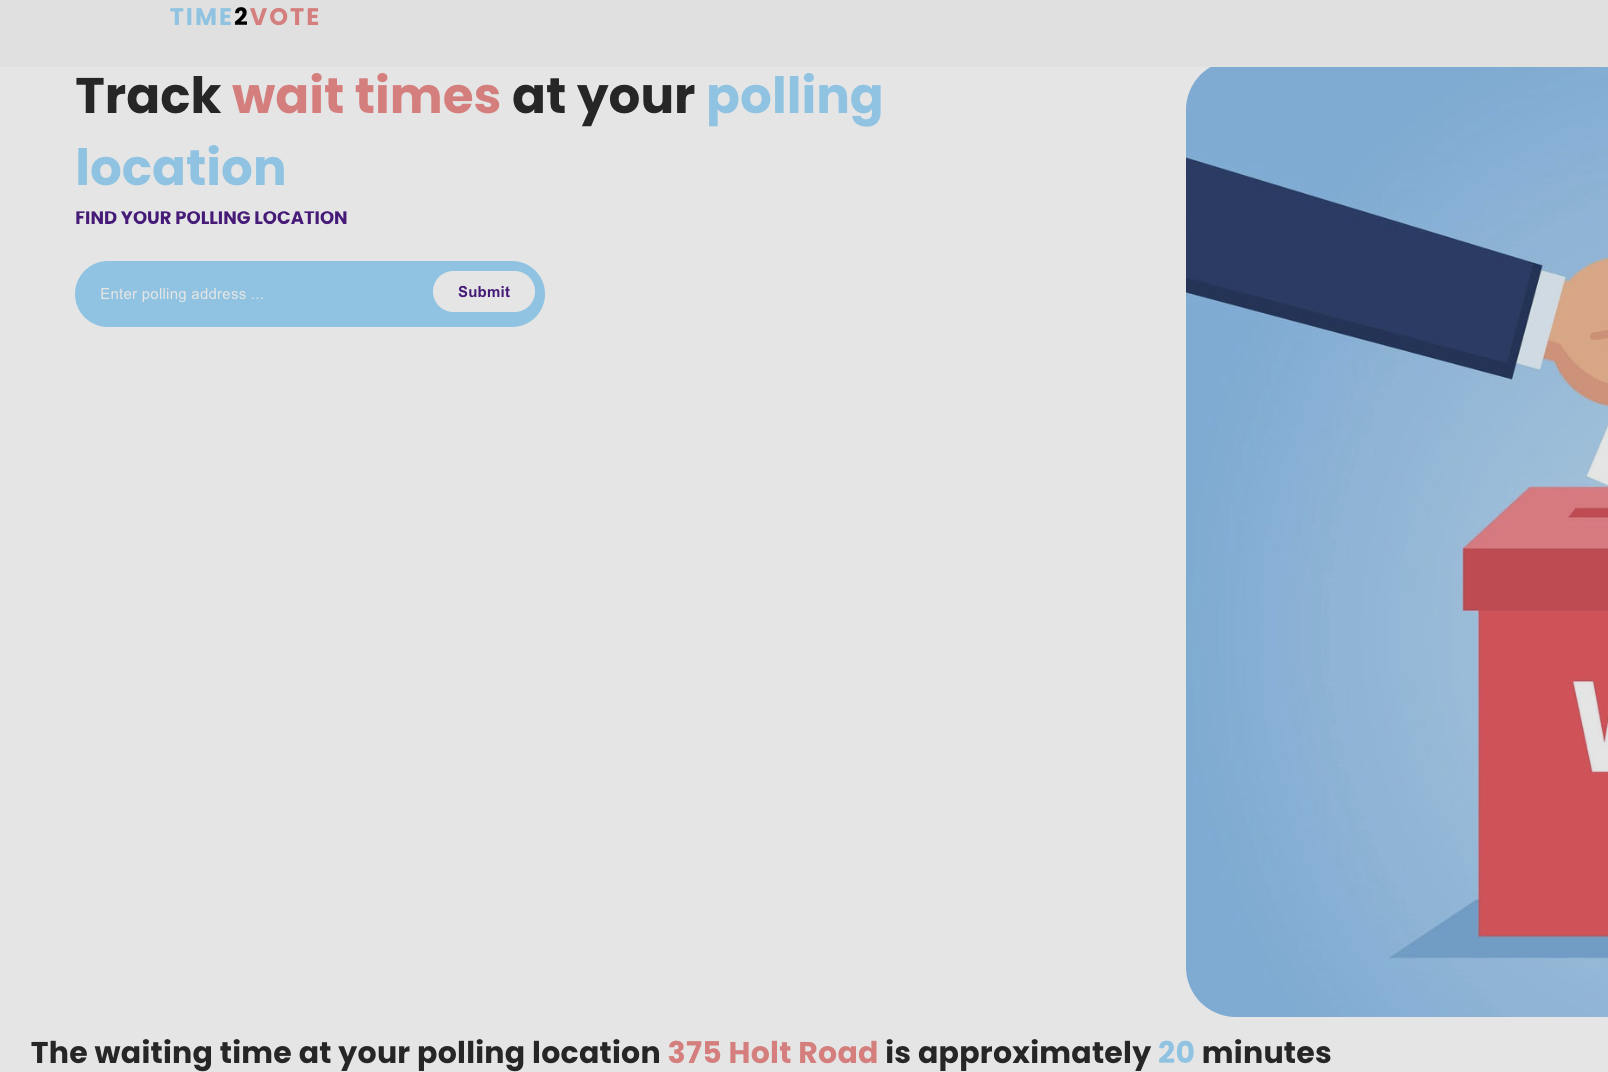 TIME2VOTE
Track wait times at your polling
location
FIND YOUR POLLING LOCATION
Enter polling address ...
Submit
V
The waiting time at your polling location 375 Holt Road is approximately 20 minutes